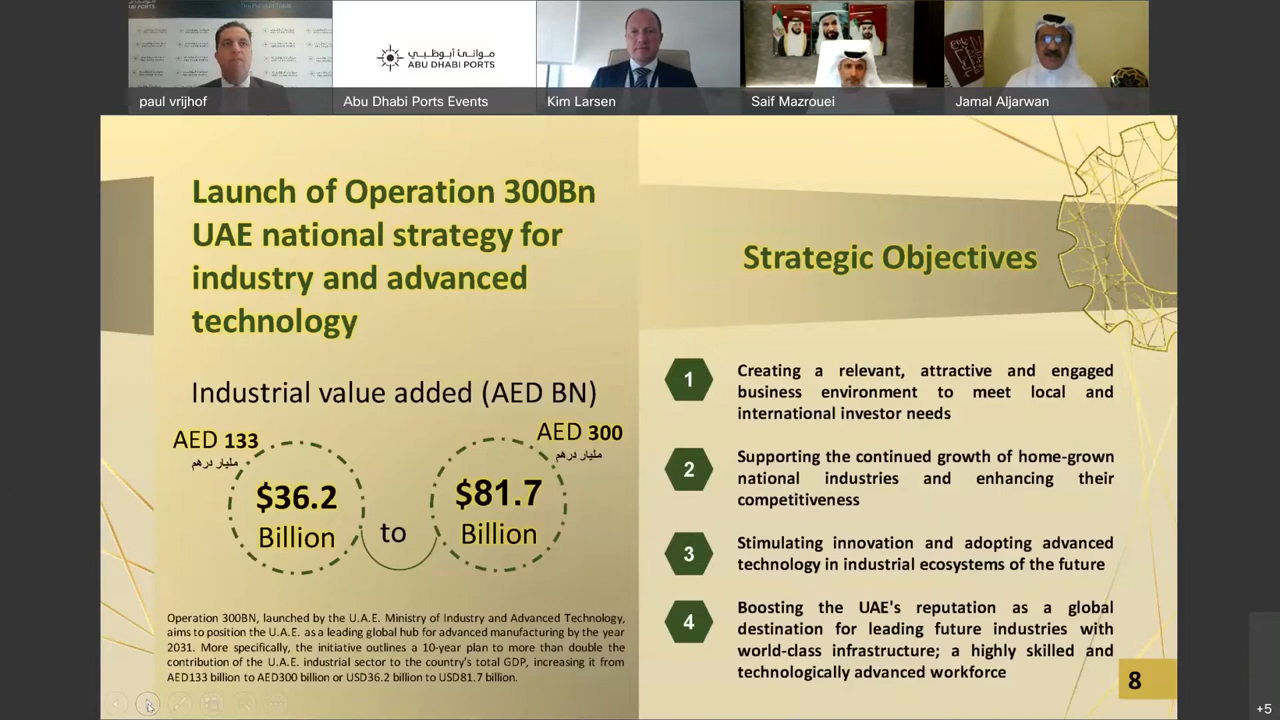 paul vrijhof
موانئ أبوظبي
ABU DHABI PORTS
Abu Dhabi Ports Events
Kim Larsen
Saif Mazrouei
Jamal Aljarwan
Launch of Operation 300Bn
UAE national strategy for
industry and advanced
technology
Industrial value added (AED BN)
AED 133
مليار درهم
$36.2
Billion
to
AED 300
مليار درهم
$81.7
Billion
Operation 300BN, launched by the U.A.E. Ministry of Industry and Advanced Technology,
aims to position the U.A.E. as a leading global hub for advanced manufacturing by the year
2031. More specifically, the initiative outlines a 10-year plan to more than double the
contribution of the U.A.E. industrial sector to the country's total GDP, increasing it from
AED133 billion to AED300 billion or USD36.2 billion to USD81.7 billion.
Strategic Objectives
1
Creating a relevant, attractive and engaged
business environment to meet local and
international investor needs
2
Supporting the continued growth of home-grown
national industries and enhancing their
competitiveness
3
Stimulating innovation and adopting advanced
technology in industrial ecosystems of the future
4
Boosting the UAE's reputation as a global
destination for leading future industries with
world-class infrastructure; a highly skilled and
technologically advanced workforce
8
+5